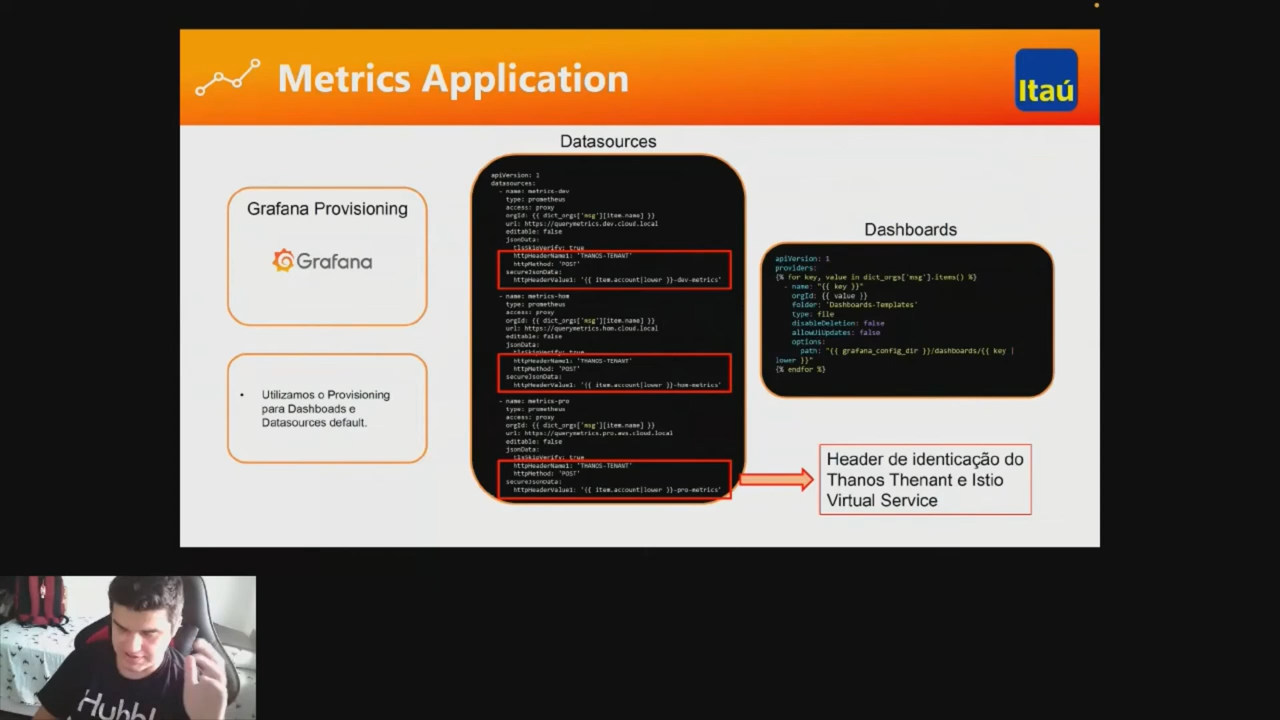 Metrics Application
Itaú
Grafana Provisioning
Grafana
• Utilizamos o Provisioning
para Dashboads e
Datasources default.
Datasources
apiVersion: 1
datasources:
- name: metrics-dev
type: prometheus
access: proxy
orgId: {{ dict_orgs['msg'][item.name] }}
url: https://querymetrics.dev.cloud.local
editable: false
jsonData:
tlsSkipVerify: true
httpHeaderName1: 'THANOS-TENANT'
httpMethod: 'POST'
secureJsonData:
httpHeaderValue1: '{{ item.account|lower }}-dev-metrics'
- name: metrics-hom
type: prometheus
access: proxy
orgId: {{ dict_orgs['msg'][item.name] }}
url: https://querymetrics.hom.cloud.local
editable: false
jsonData:
tlsSkipVerify: true
httpHeaderName1: 'THANOS-TENANT'
httpMethod: 'POST'
secureJsonData:
httpHeaderValue1: '{{ item.account|lower }}-hom-metrics'
- name: metrics-pro
type: prometheus
access: proxy
orgId: {{ dict_orgs['msg'][item.name] }}
url: https://querymetrics.pro.aws.cloud.local
editable: false
jsonData:
tlsSkipVerify: true
httpHeaderName1: 'THANOS-TENANT'
httpMethod: 'POST'
secureJsonData:
httpHeaderValue1: '{{ item.account|lower }}-pro-metrics'
Dashboards
apiVersion: 1
providers:
{% for key, value in dict_orgs['msg'].items() %}
- name: "{{ key }}"
orgId: {{ value }}
folder: 'Dashboards-Templates'
type: file
disableDeletion: false
allowUiUpdates: false
options:
path: "{{ grafana_config_dir }}/dashboards/{{ key |
lower }}"
{% endfor %}
Header de identicação do
Thanos Thenant e Istio
Virtual Service